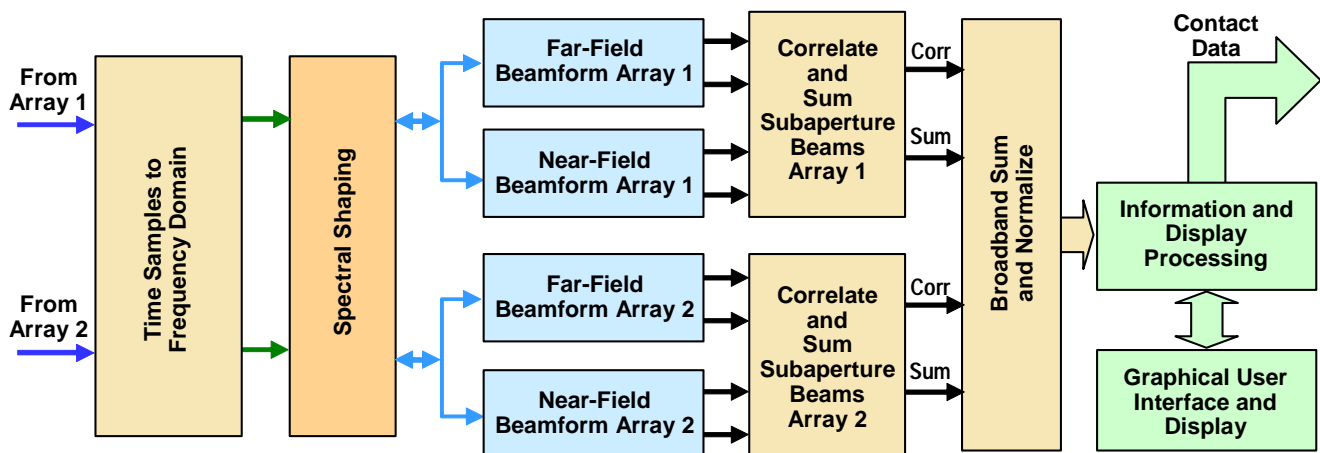 From
Array 1
From
Array 2
Time Samples to
Frequency Domain
Spectral Shaping
Far-Field
Beamform Array 1
Near-Field
Beamform Array 1
Far-Field
Beamform Array 2
Near-Field
Beamform Array 2
Correlate
and
Sum
Subaperture
Beams
Array 1
Correlate
and
Sum
Subaperture
Beams
Array 2
Corr
Sum
Corr
Sum
Broadband Sum
and Normalize
Contact
Data
Information and
Display
Processing
Graphical User
Interface and
Display